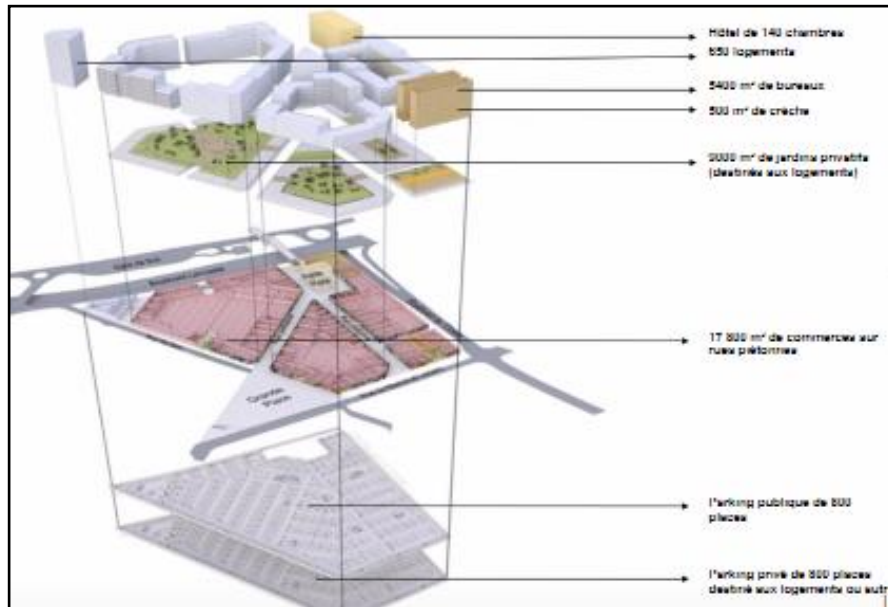 Hôtel de 140 chambres
650 logements
5400 m² de bureaux
500 m² de crèche
9000 m² de jardins privatifs
(destinés aux logements)
17 800 m² de commerces sur
rues piétonnes
Grande
Place
Parking publique de 800
places
Parking privé de 800 places
destiné aux logements ou autr